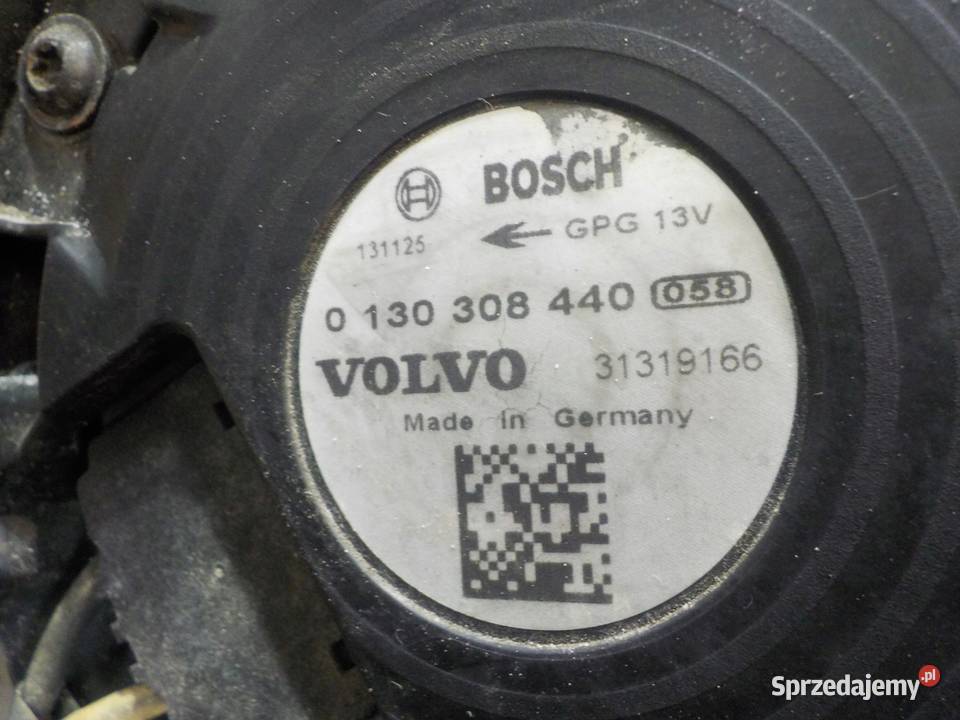 BOSCH
131125 GPG 13V
0 130 308 440 058
VOLVO 31319166
Made in Germany
Sprzedajemy.pl